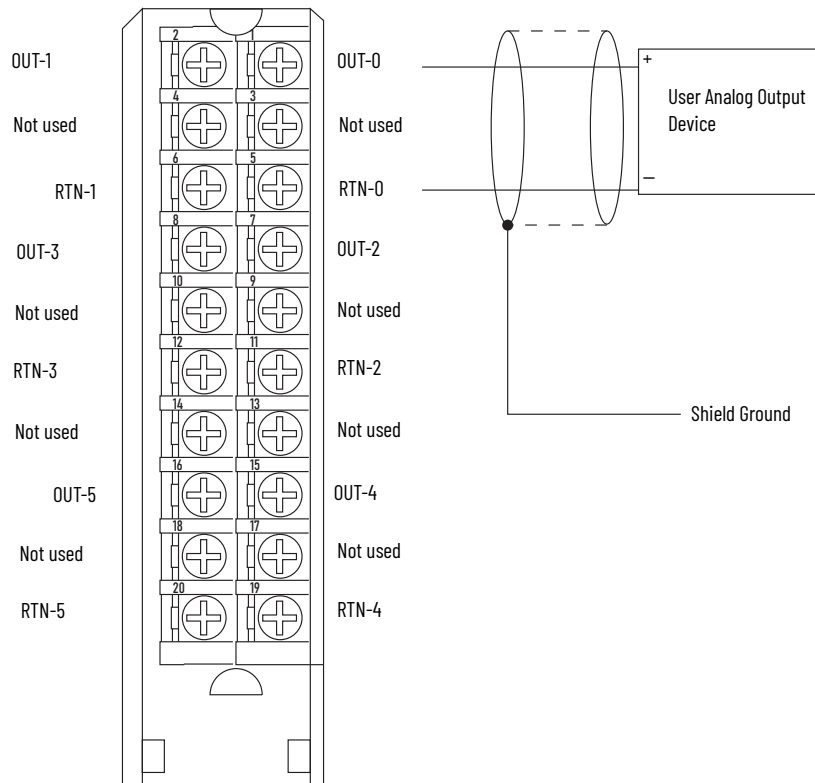 2 1
OUT-1 OUT-0 +
User Analog Output
Device
4 3
Not used Not used
6 5
RTN-1 RTN-0 –
8 7
OUT-3 OUT-2
10 9
Not used Not used
12 11
RTN-3 RTN-2
14 13
Not used Not used
Shield Ground
16 15
OUT-5 OUT-4
18 17
Not used Not used
20 19
RTN-5 RTN-4